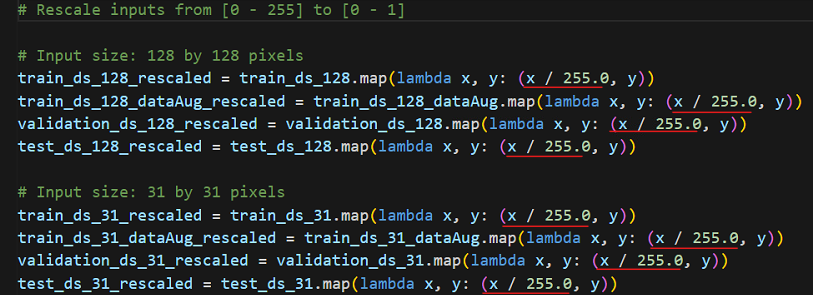 # Rescale inputs from [0 - 255] to [0 - 1]
# Input size: 128 by 128 pixels
train_ds_128_rescaled = train_ds_128.map(lambda x, y: (x / 255.0, y))
train_ds_128_dataAug_rescaled = train_ds_128_dataAug.map(lambda x, y: (x / 255.0, y))
validation_ds_128_rescaled = validation_ds_128.map(lambda x, y: (x / 255.0, y))
test_ds_128_rescaled = test_ds_128.map(lambda x, y: (x / 255.0, y))
# Input size: 31 by 31 pixels
train_ds_31_rescaled = train_ds_31.map(lambda x, y: (x / 255.0, y))
train_ds_31_dataAug_rescaled = train_ds_31_dataAug.map(lambda x, y: (x / 255.0, y))
validation_ds_31_rescaled = validation_ds_31.map(lambda x, y: (x / 255.0, y))
test_ds_31_rescaled = test_ds_31.map(lambda x, y: (x / 255.0, y))